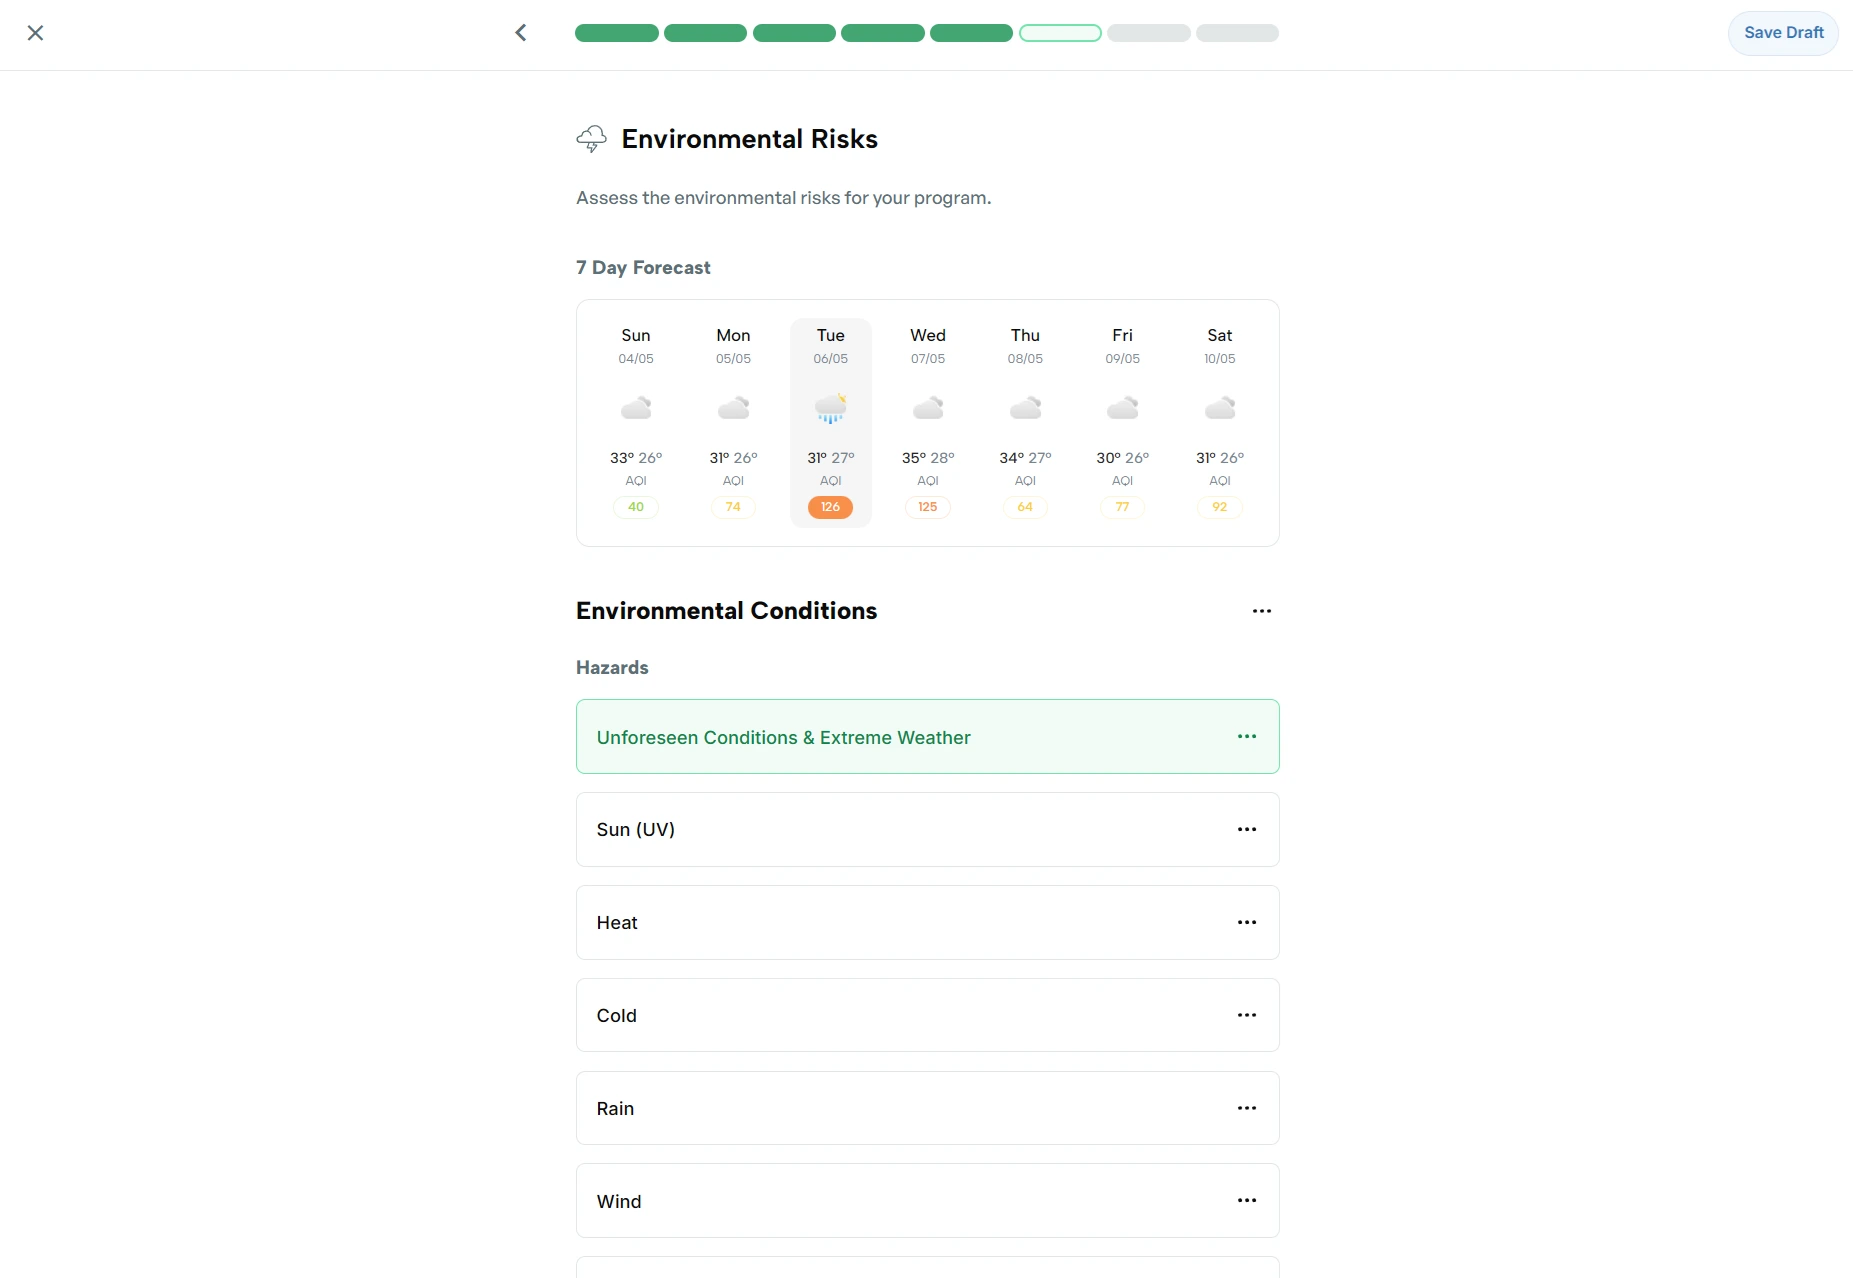 Save Draft
Environmental Risks
Assess the environmental risks for your program.
7 Day Forecast
Sun Mon Tue Wed Thu Fri Sat
04/05 05/05 06/05 07/05 08/05 09/05 10/05
33° 26° 31° 26° 31° 27° 35° 28° 34° 27° 30° 26° 31° 26°
AQI AQI AQI AQI AQI AQI AQI
40 74 126 125 64 77 92
Environmental Conditions
Hazards
Unforeseen Conditions & Extreme Weather
Sun (UV)
Heat
Cold
Rain
Wind